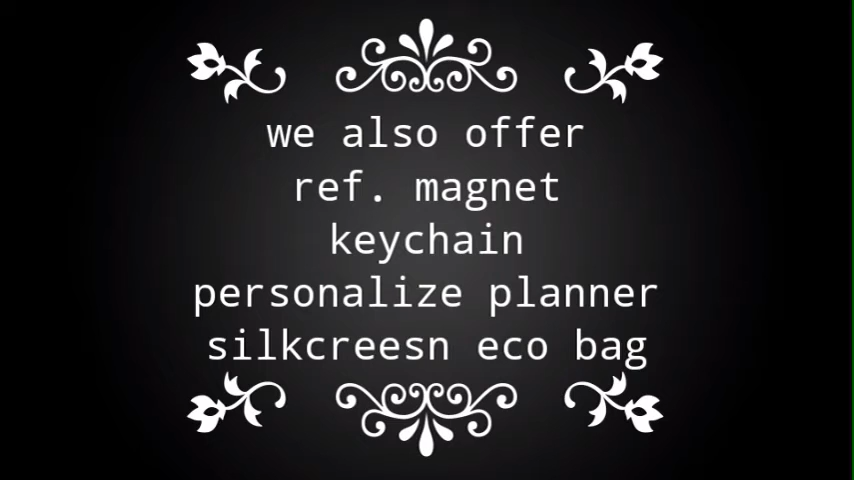 we also offer
ref. magnet
keychain
personalize planner
silkcreesn eco bag